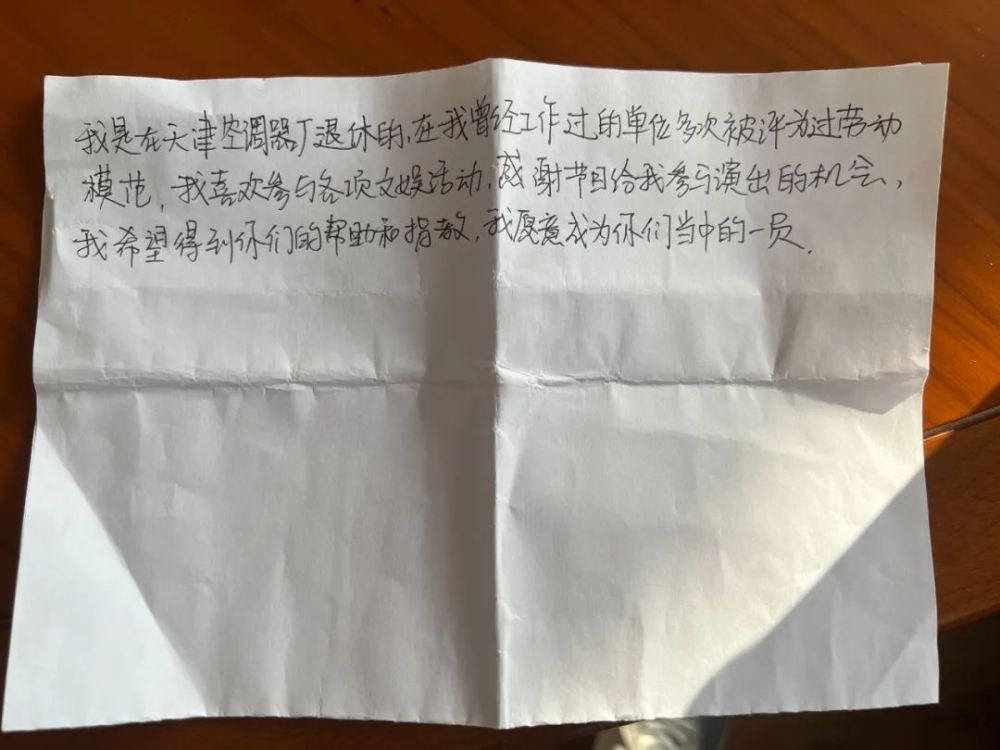 我是在天津空调器厂退休的,在我曾经工作过的单位多次被评为过劳动
模范,我喜欢参与各项文娱活动,感谢节目给我参与演出的机会,
我希望得到你们的帮助和指教,我愿意成为你们当中的一员.